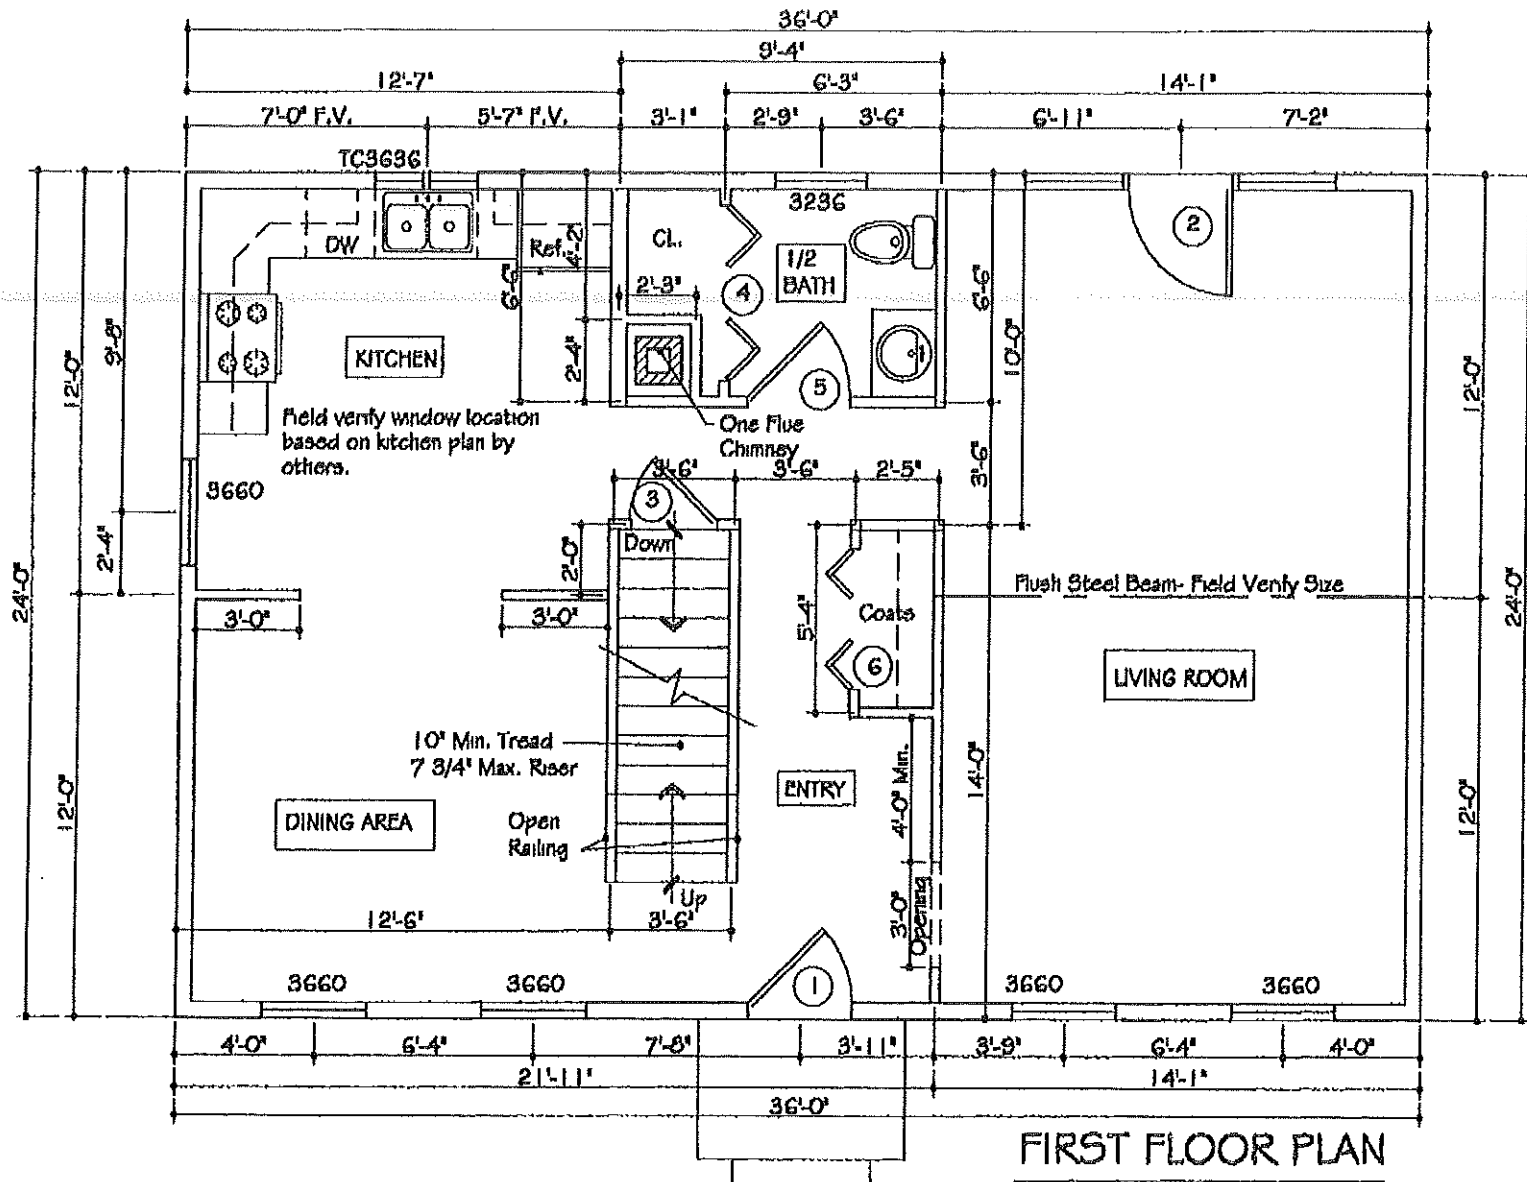 36'-0"
9'-4"
12'-7"
6'-3"
14'-1"
7'-0" F.V.
5'-7" F.V.
3'-1"
2'-9"
3'-6"
6'-11"
7'-2"
TC3636
3236
2
DW
Ref.
4'-2"
CL.
1/2
BATH
6'-6"
2'-3"
4
6'-6"
10'-0"
9'-8"
12'-0"
KITCHEN
2'-4"
5
12'-0"
Field verify window location
based on kitchen plan by
others.
One Flue
Chimney
3'-6"
3'-6"
2'-5"
3'-6"
3660
3
2'-4"
Down
2'-0"
24'-0"
Flush Steel Beam- Field Verify Size
24'-0"
3'-0"
3'-0"
5'-4"
Coats
6
LIVING ROOM
10" Min. Tread
7 3/4" Max. Riser
ENTRY
4'-0" Min.
14'-0"
12'-0"
12'-0"
DINING AREA
Open
Railing
Up
12'-6"
3'-6"
3'-0"
Opening
3660
3660
1
3660
3660
4'-0"
6'-4"
7'-8"
3'-11"
3'-9"
6'-4"
4'-0"
21'-11"
14'-1"
36'-0"
FIRST FLOOR PLAN